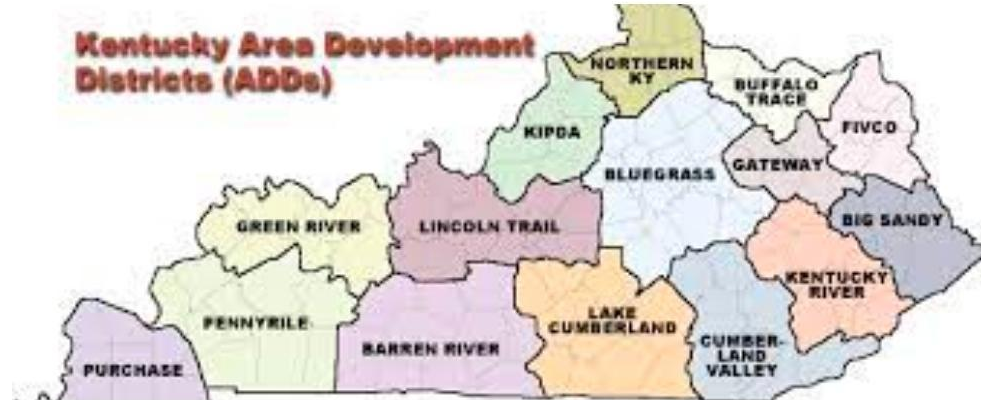 Kentucky Area Development
Districts (ADDs)
NORTHERN
KY
BUFFALO
TRACE
FIVCO
KIPDA
GATEWAY
BLUEGRASS
BIG SANDY
GREEN RIVER
LINCOLN TRAIL
KENTUCKY
RIVER
PENNYRILE
LAKE
CUMBERLAND
BARREN RIVER
CUMBER-
LAND
VALLEY
PURCHASE